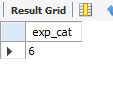 Result Grid
exp_cat
6